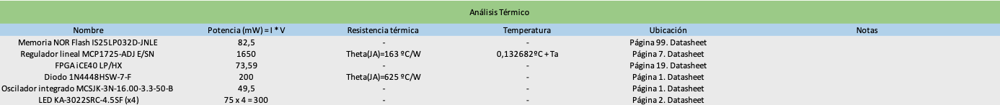 Análisis Térmico
Nombre Potencia (mW) = I * V Resistencia térmica Temperatura Ubicación Notas
Memoria NOR Flash IS25LP032D-JNLE 82,5 - - Página 99. Datasheet
Regulador lineal MCP1725-ADJ E/SN 1650 Theta(JA)=163 ºC/W 0,132682ºC + Ta Página 7. Datasheet
FPGA iCE40 LP/HX 73,59 - - Página 19. Datasheet
Diodo 1N4448HSW-7-F 200 Theta(JA)=625 ºC/W - Página 1. Datasheet
Oscilador integrado MCSJK-3N-16.00-3.3-50-B 49,5 - - Página 1. Datasheet
LED KA-3022SRC-4.5SF (x4) 75 x 4 = 300 - - Página 2. Datasheet